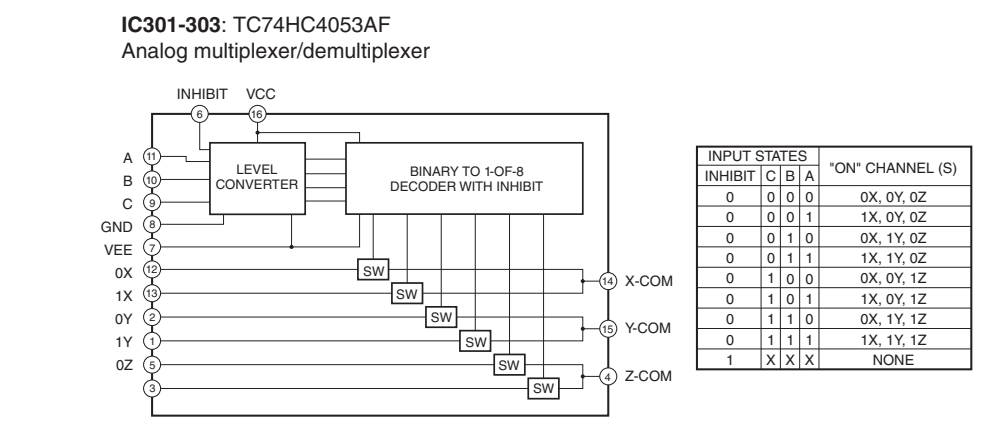 IC301-303: TC74HC4053AF
Analog multiplexer/demultiplexer
INHIBIT VCC
6 16
A 11
B 10
C 9
GND 8
VEE 7
0X 12
1X 13
0Y 2
1Y 1
0Z 5
3
LEVEL
CONVERTER
BINARY TO 1-OF-8
DECODER WITH INHIBIT
SW
SW
SW
SW
SW
SW
14 X-COM
15 Y-COM
4 Z-COM
INPUT STATES "ON" CHANNEL (S)
INHIBIT C B A
0 0 0 0 0X, 0Y, 0Z
0 0 0 1 1X, 0Y, 0Z
0 0 1 0 0X, 1Y, 0Z
0 0 1 1 1X, 1Y, 0Z
0 1 0 0 0X, 0Y, 1Z
0 1 0 1 1X, 0Y, 1Z
0 1 1 0 0X, 1Y, 1Z
0 1 1 1 1X, 1Y, 1Z
1 X X X NONE